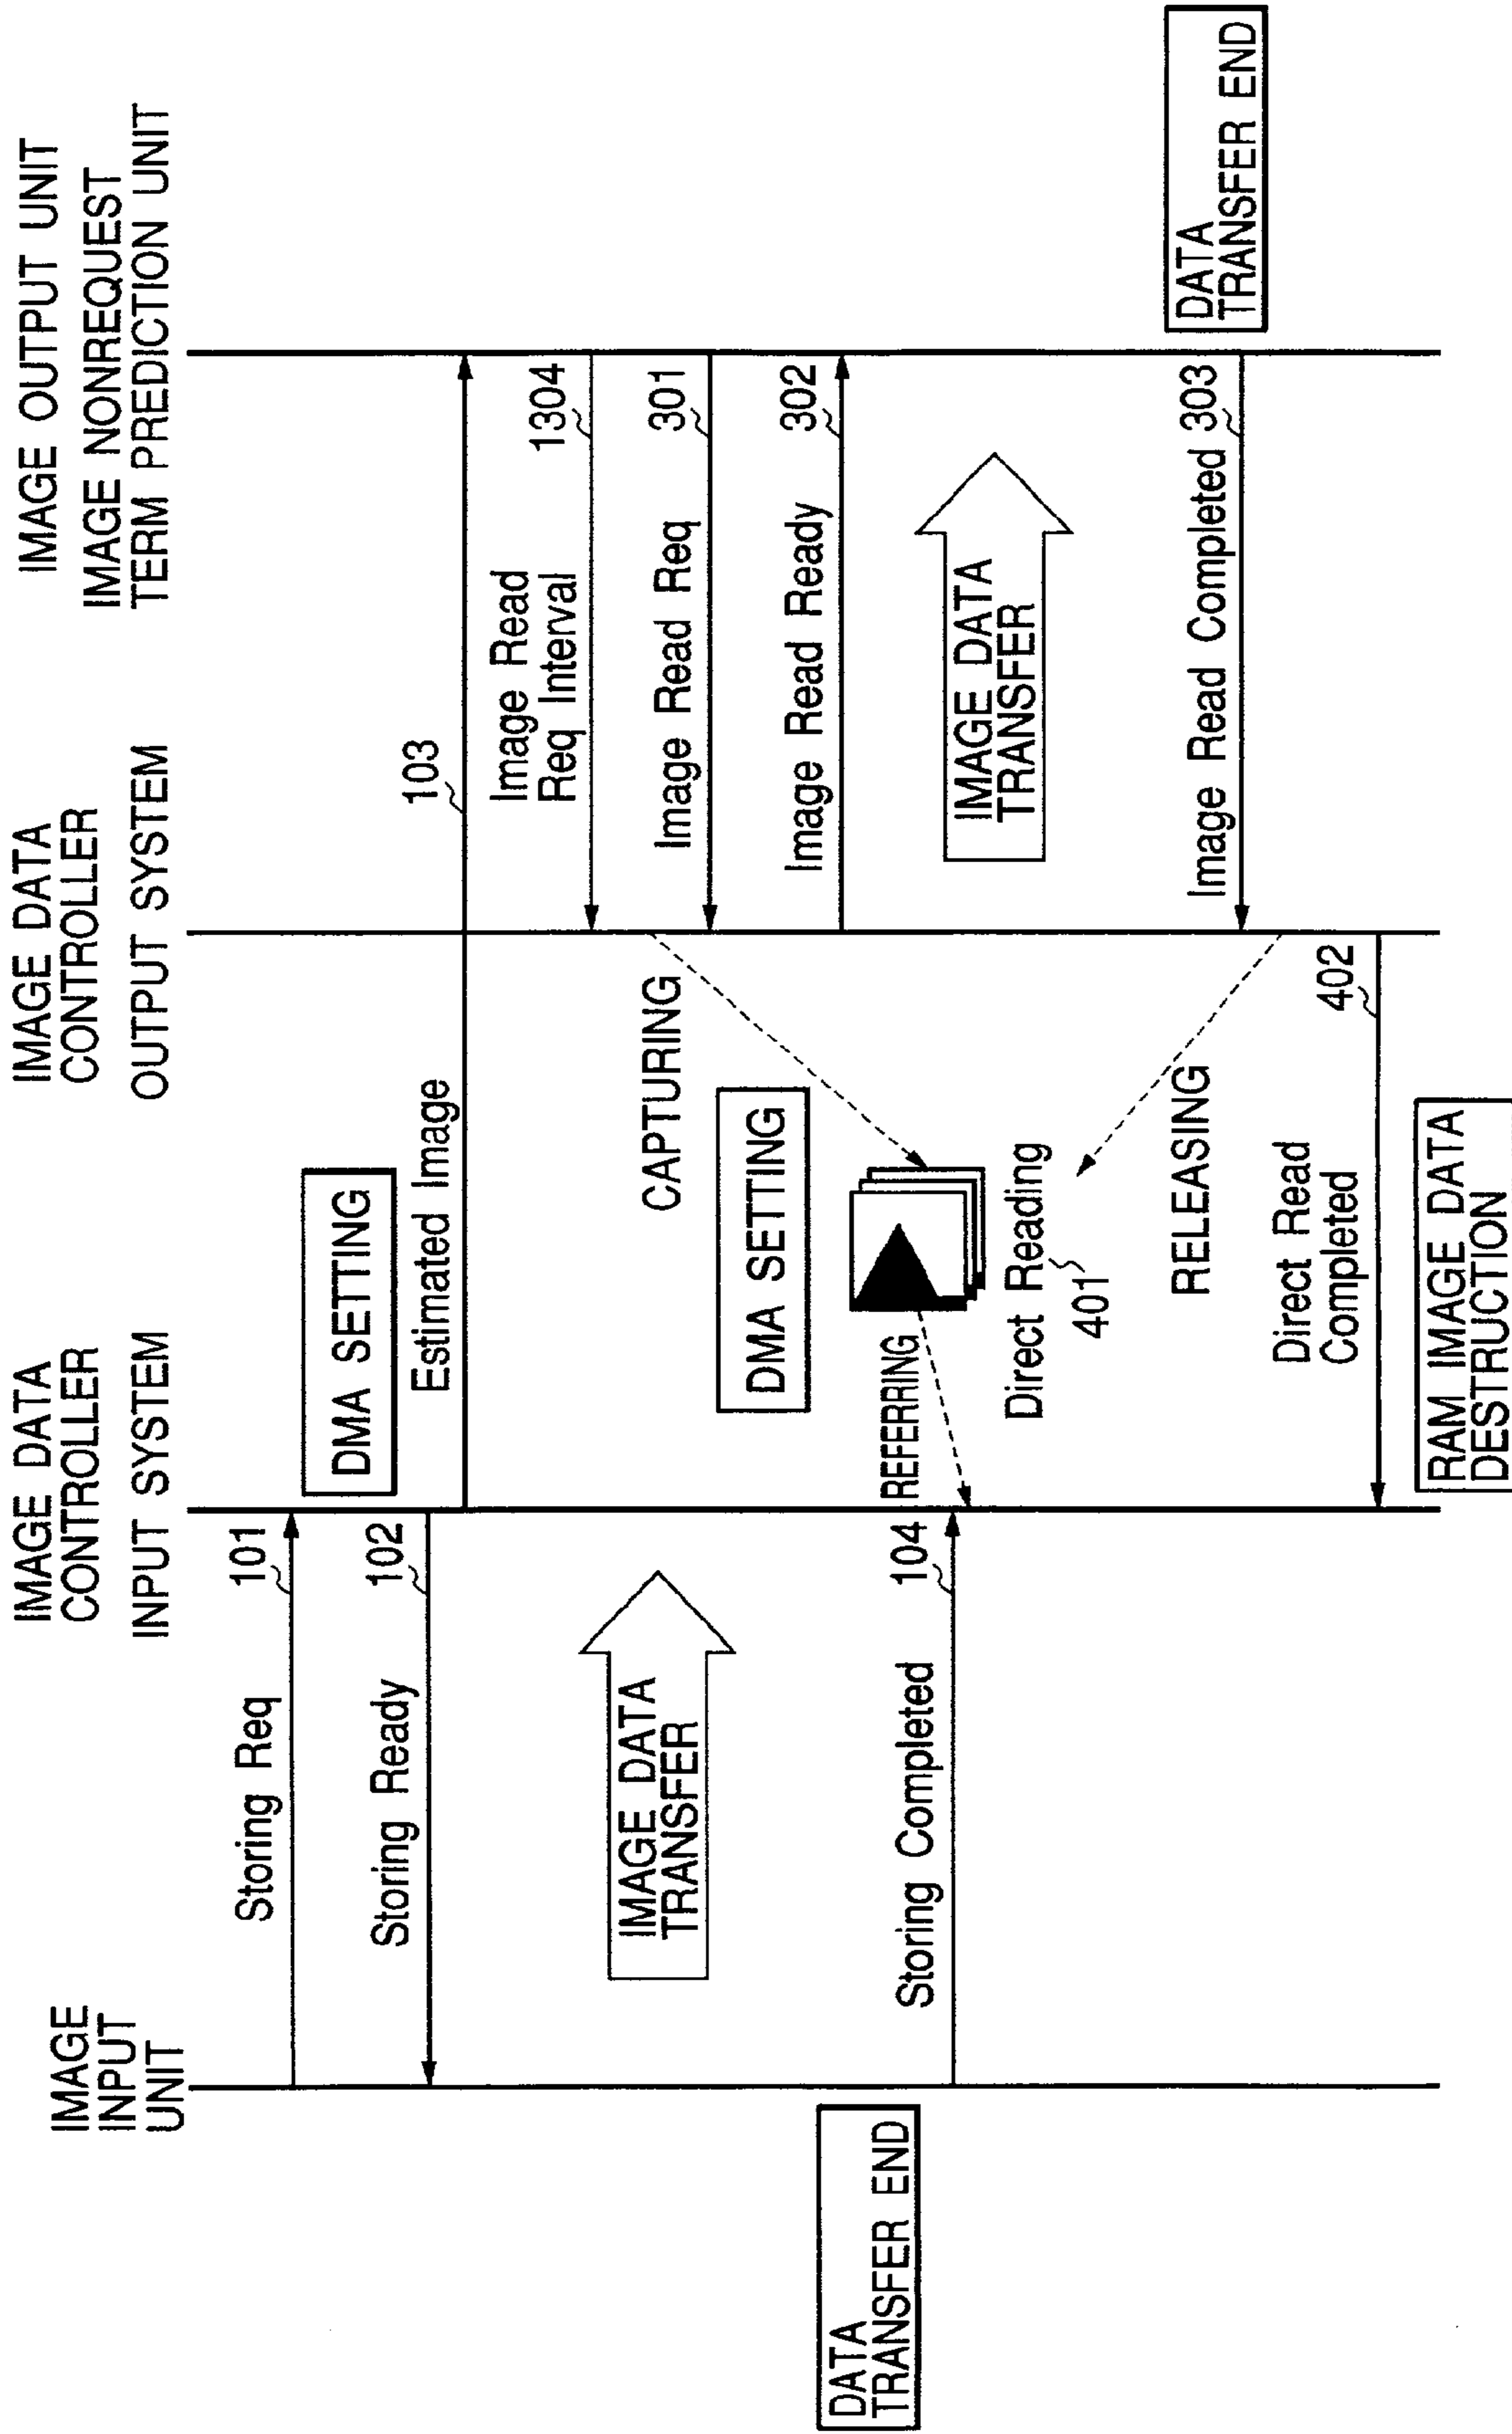 IMAGE
INPUT
UNIT
IMAGE DATA
CONTROLLER
INPUT SYSTEM
IMAGE DATA
CONTROLLER
OUTPUT SYSTEM
IMAGE OUTPUT UNIT
IMAGE NONREQUEST
TERM PREDICTION UNIT
Storing Req
101
DMA SETTING
Storing Ready
102
Estimated Image
103
Image Read
Req Interval
1304
IMAGE DATA
TRANSFER
CAPTURING
Image Read Req
301
DMA SETTING
Image Read Ready
302
DATA
TRANSFER END
Storing Completed
104
REFERRING
Direct Reading
401
IMAGE DATA
TRANSFER
RELEASING
Image Read Completed
303
DATA
TRANSFER END
Direct Read
Completed
402
RAM IMAGE DATA
DESTRUCTION